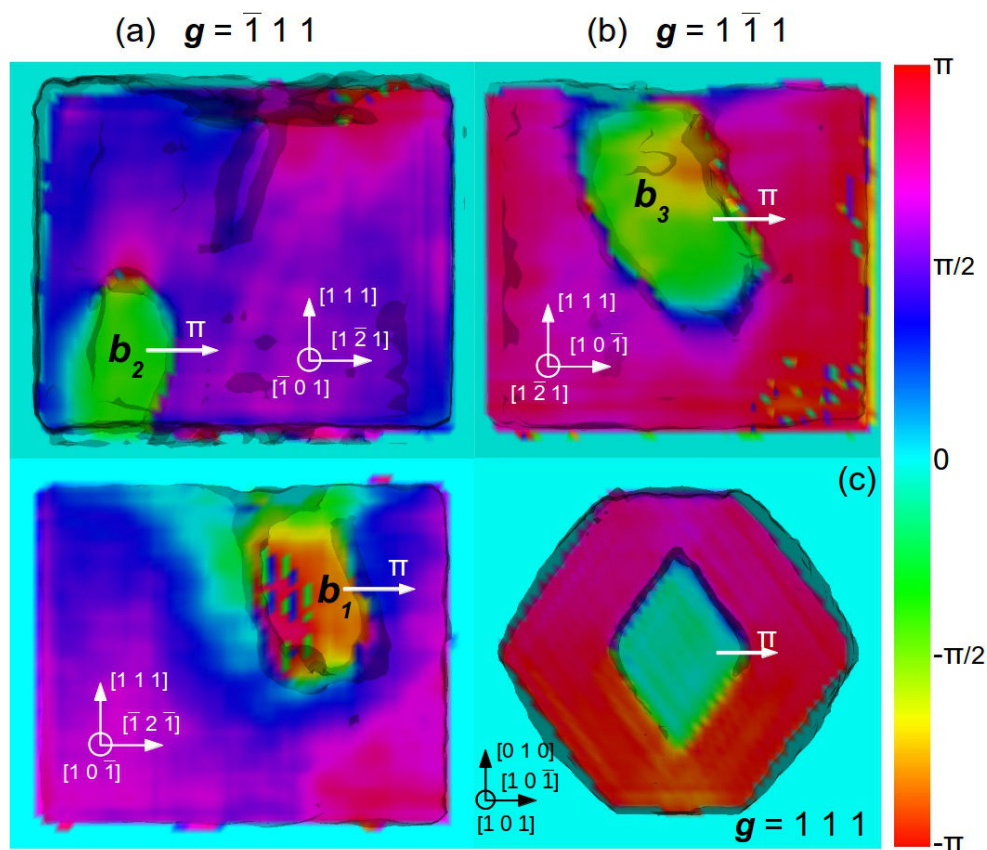 (a) g = 1̅ 1 1
(b) g = 1 1̅ 1
π
b₃
π
π/2
b₂
π
[1 1 1]
[1 2̅ 1]
[1̅ 0 1]
[1 1 1]
[1 0 1̅]
[1 2̅ 1]
0
(c)
b₁
π
π
-π/2
[1 1 1]
[1̅ 2 1̅]
[1 0 1̅]
[0 1 0]
[1 0 1̅]
[1 0 1]
g = 1 1 1
-π